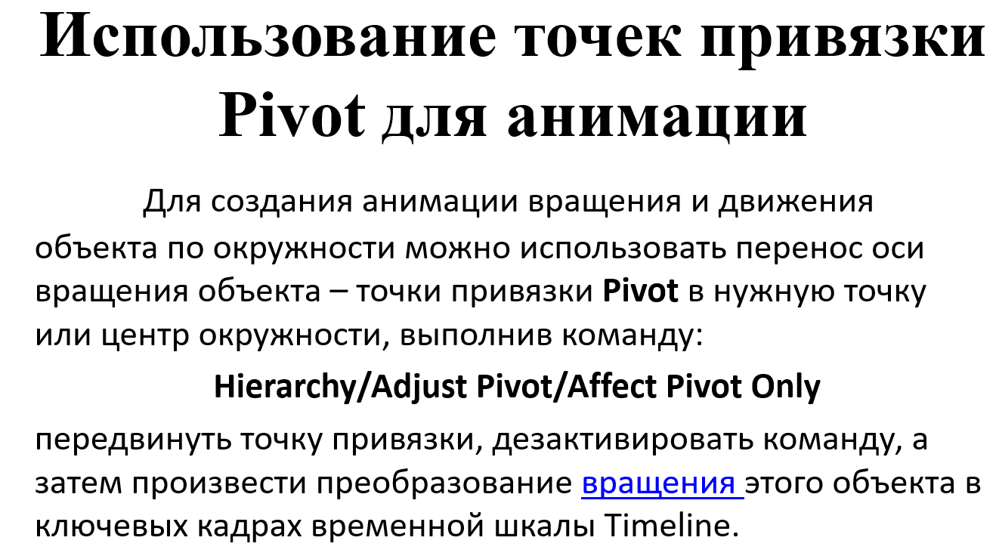 Использование точек привязки
Pivot для анимации
Для создания анимации вращения и движения
объекта по окружности можно использовать перенос оси
вращения объекта – точки привязки Pivot в нужную точку
или центр окружности, выполнив команду:
Hierarchy/Adjust Pivot/Affect Pivot Only
передвинуть точку привязки, дезактивировать команду, а
затем произвести преобразование вращения этого объекта в
ключевых кадрах временной шкалы Timeline.